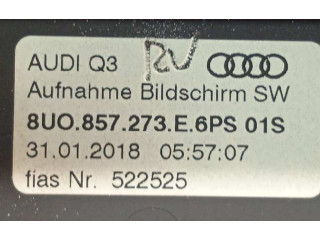 AUDI Q3 RV
Aufnahme Bildschirm SW
8UO.857.273.E.6PS 01S
31.01.2018 05:57:07
fias Nr. 522525